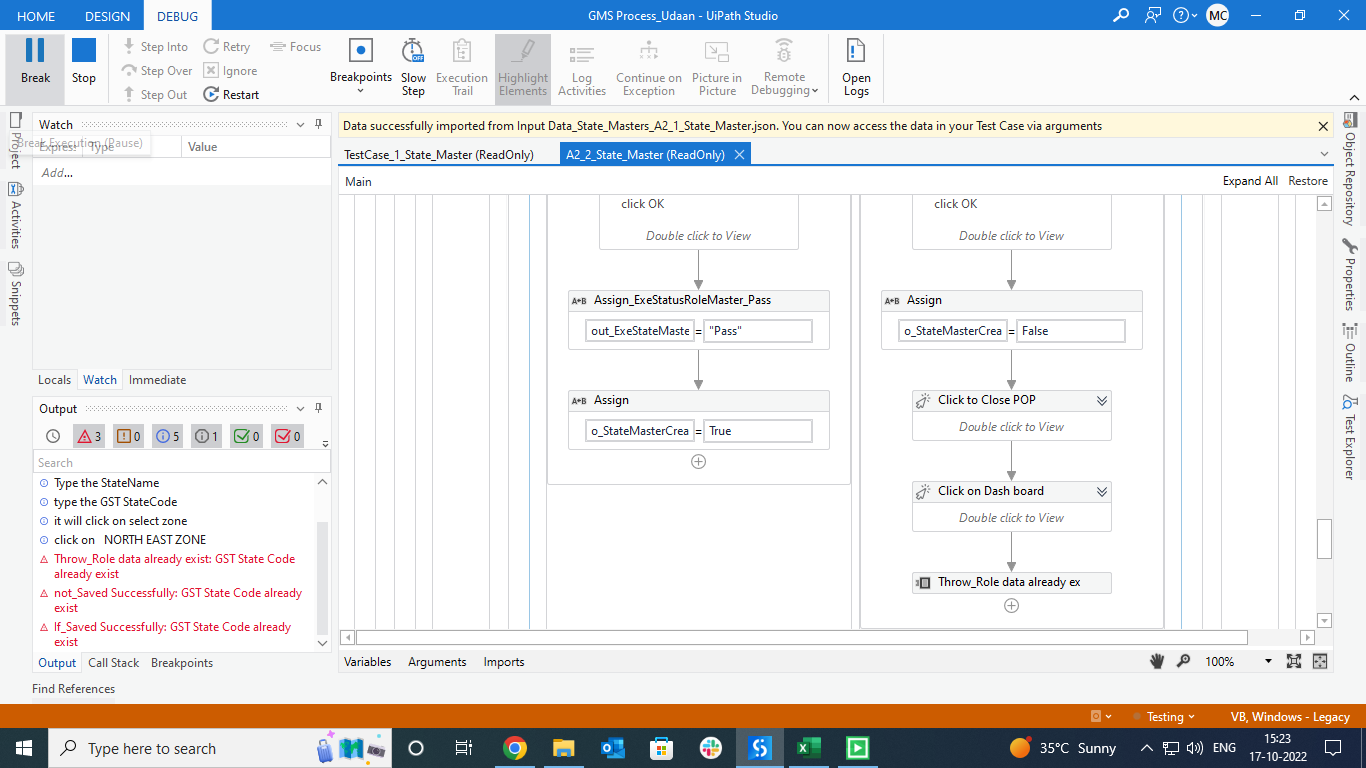 HOME DESIGN DEBUG GMS Process_Udaan - UiPath Studio MC
Break
Stop
Step Into
Step Over
Step Out
Retry
Ignore
Restart
Focus
Breakpoints
Slow
Step
OFF
Execution
Trail
Highlight
Elements
Log
Activities
Continue on
Exception
Picture in
Picture
Remote
Debugging
Open
Logs
Project
Activities
Snippets
Watch
Break Execution (Pause)
Expres: Type Value
Add...
Locals Watch Immediate
Output
3 0 5 1 0 0
Search
Type the StateName
type the GST StateCode
it will click on select zone
click on NORTH EAST ZONE
Throw_Role data already exist: GST State Code
already exist
not_Saved Successfully: GST State Code already
exist
If_Saved Successfully: GST State Code already
exist
Output Call Stack Breakpoints
Find References
Data successfully imported from Input Data_State_Masters_A2_1_State_Master.json. You can now access the data in your Test Case via arguments
TestCase_1_State_Master (ReadOnly) A2_2_State_Master (ReadOnly)
Main Expand All Restore
click OK
Double click to View
A+B Assign_ExeStatusRoleMaster_Pass
out_ExeStateMaste = "Pass"
A+B Assign
o_StateMasterCrea = True
click OK
Double click to View
A+B Assign
o_StateMasterCrea = False
Click to Close POP
Double click to View
Click on Dash board
Double click to View
Throw_Role data already ex
Variables Arguments Imports 100%
Object Repository
Properties
Outline
Test Explorer
Testing VB, Windows - Legacy
Type here to search
35°C Sunny
ENG
15:23
17-10-2022